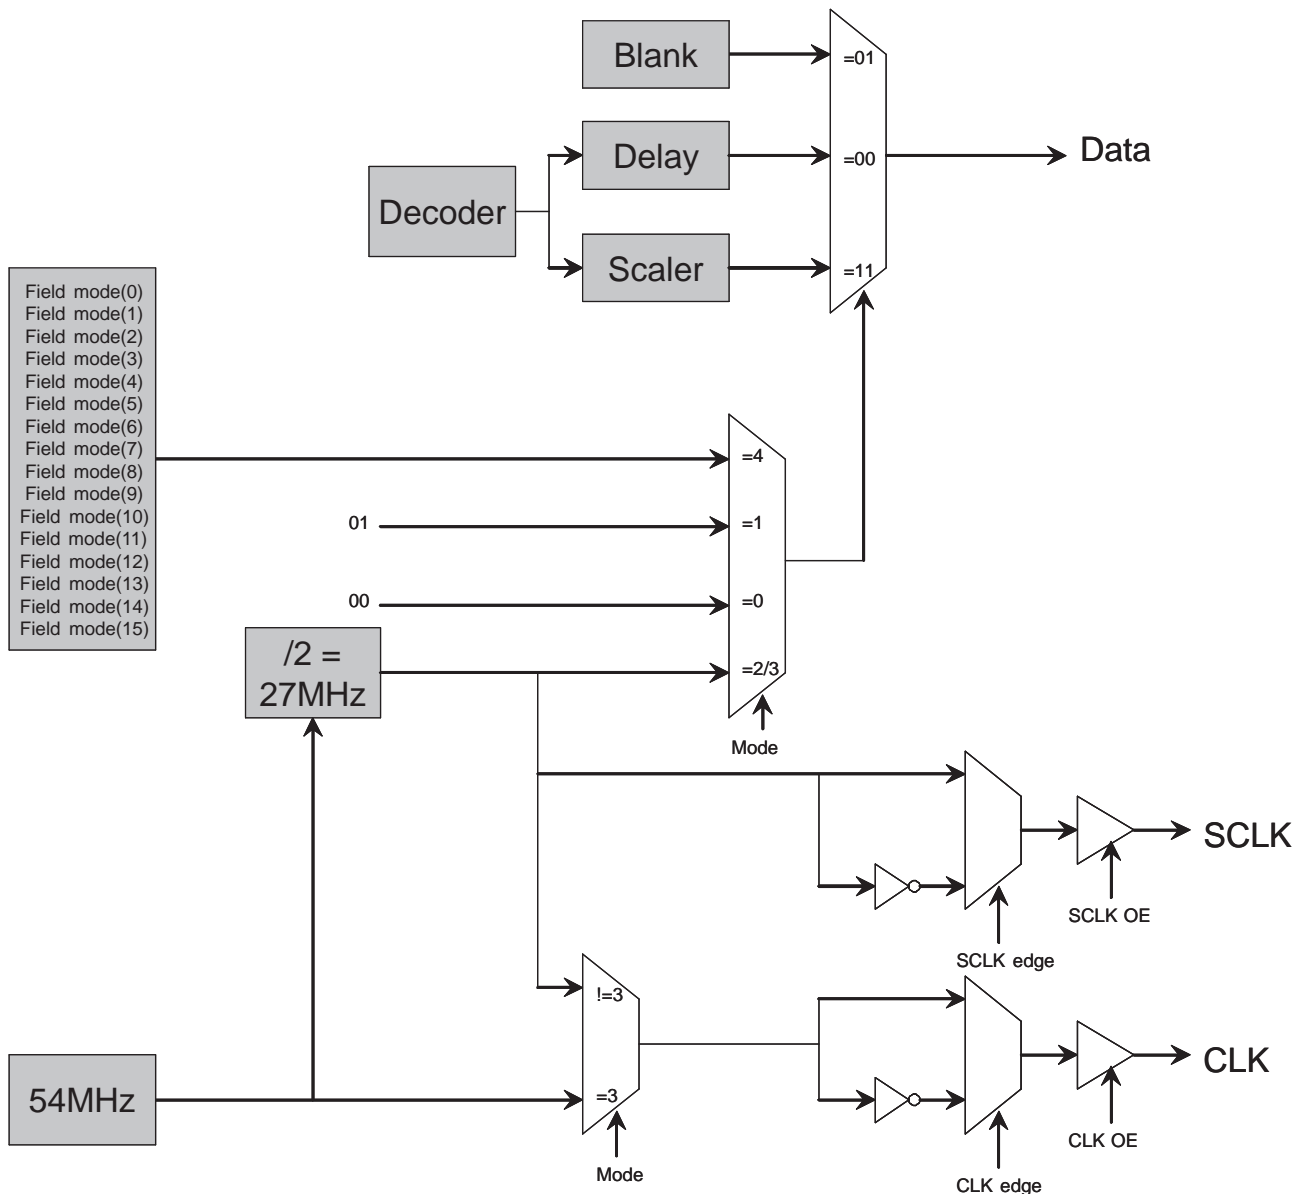 Blank
=01
Delay
=00
Data
Decoder
Scaler
=11
Field mode(0)
Field mode(1)
Field mode(2)
Field mode(3)
Field mode(4)
Field mode(5)
Field mode(6)
Field mode(7)
Field mode(8)
Field mode(9)
Field mode(10)
Field mode(11)
Field mode(12)
Field mode(13)
Field mode(14)
Field mode(15)
=4
01
=1
00
=0
/2 =
27MHz
=2/3
Mode
SCLK
SCLK OE
SCLK edge
!=3
54MHz
=3
Mode
CLK
CLK OE
CLK edge